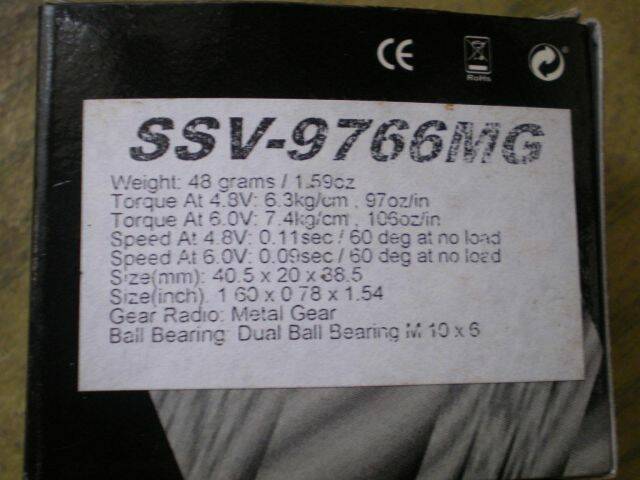 CE
RoHs
SSV-9766MG
Weight: 48 grams / 1.59oz
Torque At 4.8V: 6.3kg/cm , 97oz/in
Torque At 6.0V: 7.4kg/cm , 106oz/in
Speed At 4.8V: 0.11sec / 60 deg at no load
Speed At 6.0V: 0.09sec / 60 deg at no load
Size(mm): 40.5 x 20 x 38.5
Size(inch). 1 60 x 0 78 x 1.54
Gear Radio: Metal Gear
Ball Bearing: Dual Ball Bearing M 10 x 6